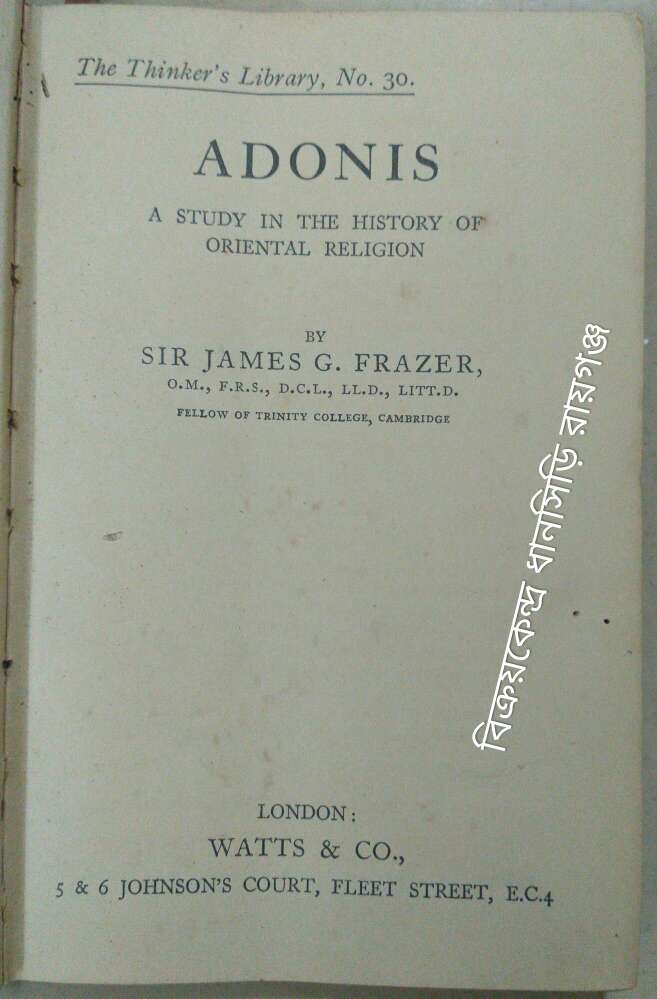 The Thinker's Library, No. 30.
ADONIS
A STUDY IN THE HISTORY OF
ORIENTAL RELIGION
BY
SIR JAMES G. FRAZER,
O.M., F.R.S., D.C.L., LL.D., LITT.D.
FELLOW OF TRINITY COLLEGE, CAMBRIDGE
বিক্রয়কেন্দ্র ধানসিড়ি রায়গঞ্জ
LONDON:
WATTS & CO.,
5 & 6 JOHNSON'S COURT, FLEET STREET, E.C.4